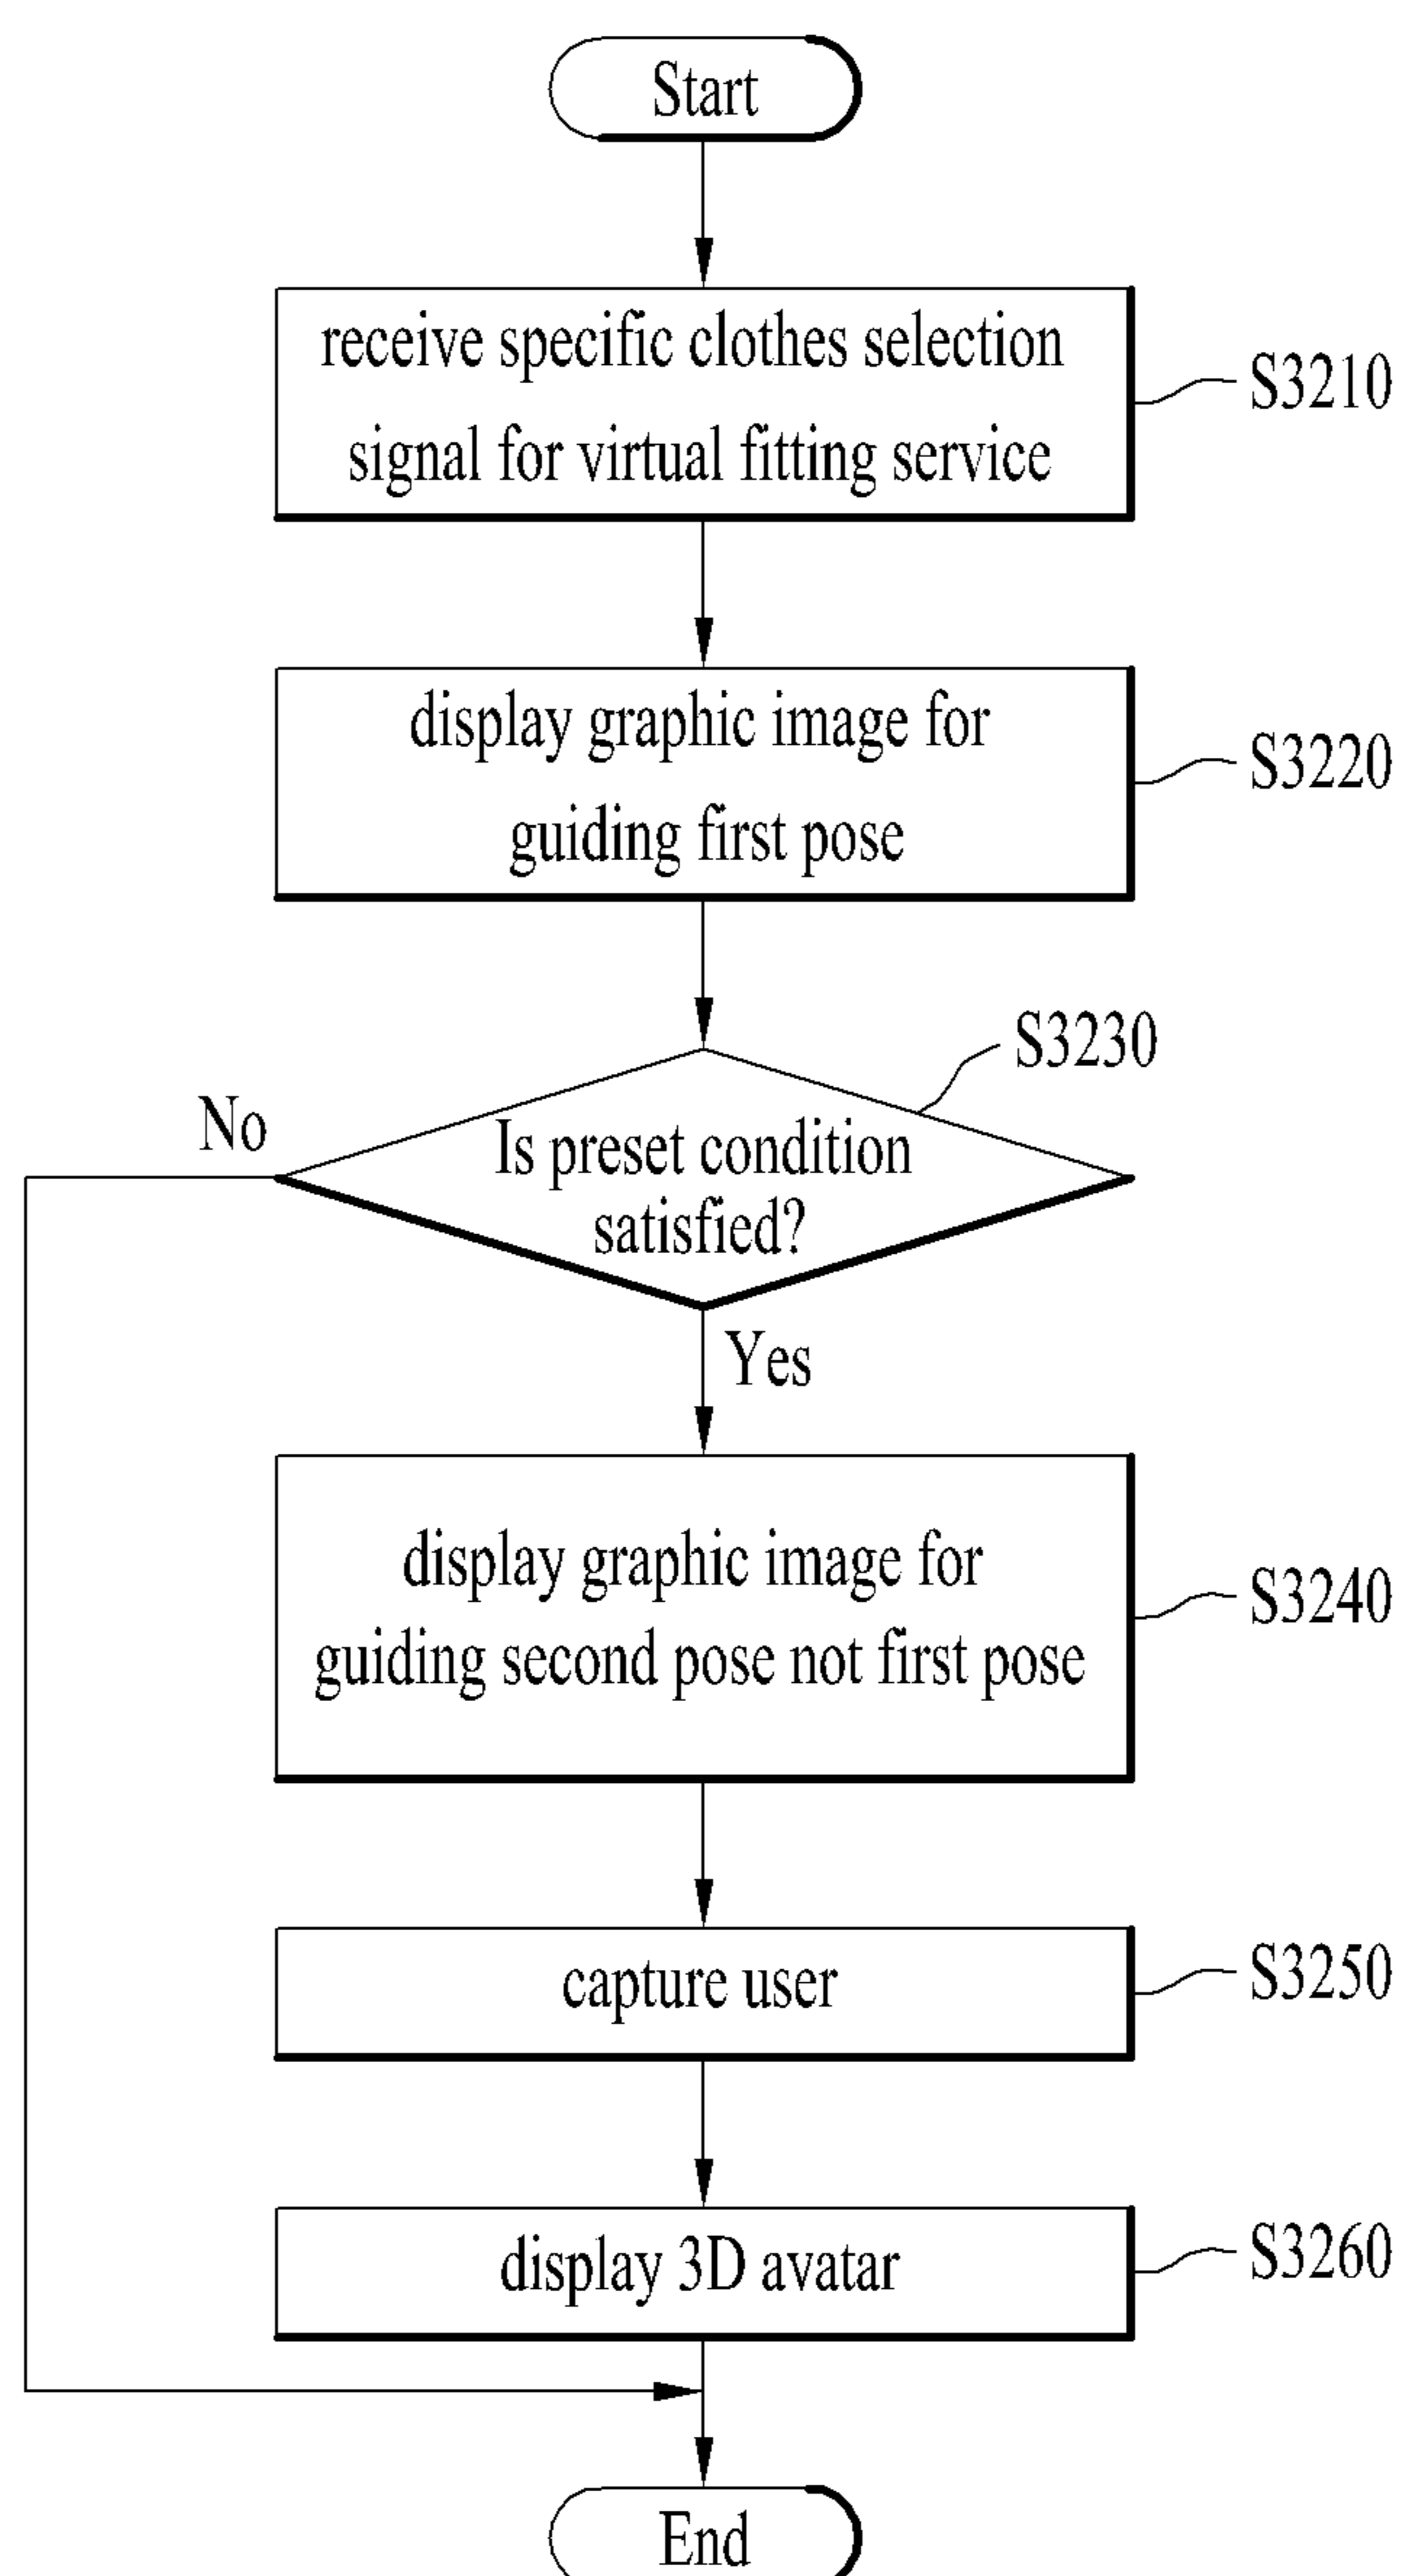 Start
receive specific clothes selection
signal for virtual fitting service
S3210
display graphic image for
guiding first pose
S3220
S3230
No
Is preset condition
satisfied?
Yes
display graphic image for
guiding second pose not first pose
S3240
capture user
S3250
display 3D avatar
S3260
End